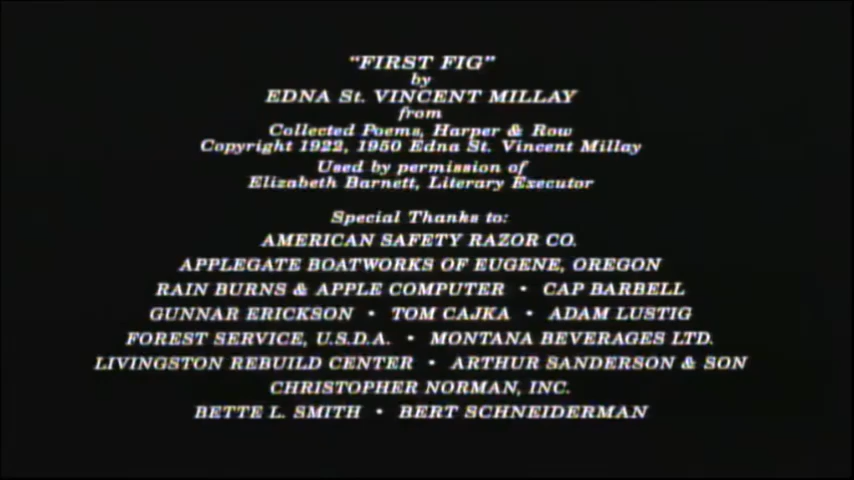 "FIRST FIG"
by
EDNA St. VINCENT MILLAY
from
Collected Poems, Harper & Row
Copyright 1922, 1950 Edna St. Vincent Millay
Used by permission of
Elizabeth Barnett, Literary Executor
Special Thanks to:
AMERICAN SAFETY RAZOR CO.
APPLEGATE BOATWORKS OF EUGENE, OREGON
RAIN BURNS & APPLE COMPUTER • CAP BARBELL
GUNNAR ERICKSON • TOM CAJKA • ADAM LUSTIG
FOREST SERVICE, U.S.D.A. • MONTANA BEVERAGES LTD.
LIVINGSTON REBUILD CENTER • ARTHUR SANDERSON & SON
CHRISTOPHER NORMAN, INC.
BETTE L. SMITH • BERT SCHNEIDERMAN